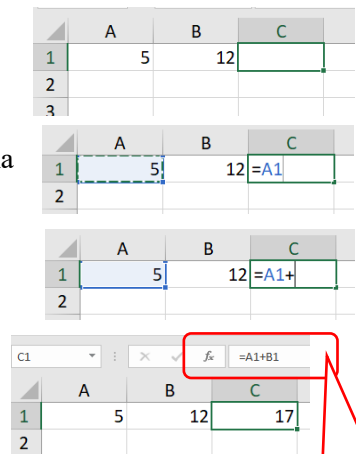 A B C
1 5 12
2
3
na
A B C
1 5 12 =A1
2
A B C
1 5 12 =A1+
2
C1 fx =A1+B1
A B C
1 5 12 17
2